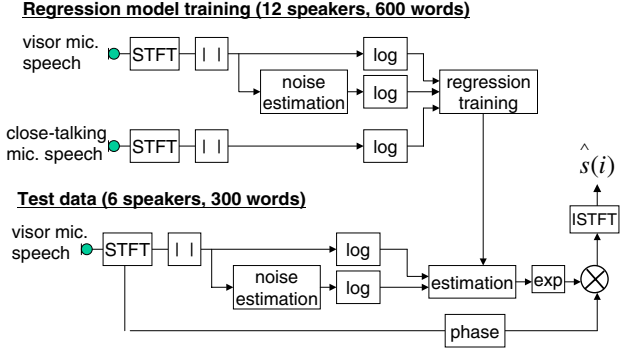 Regression model training (12 speakers, 600 words)
visor mic.
speech
STFT
| |
log
noise
estimation
log
regression
training
close-talking
mic. speech
STFT
| |
log
ŝ(i)
Test data (6 speakers, 300 words)
ISTFT
visor mic.
speech
STFT
| |
log
noise
estimation
log
estimation
exp
phase